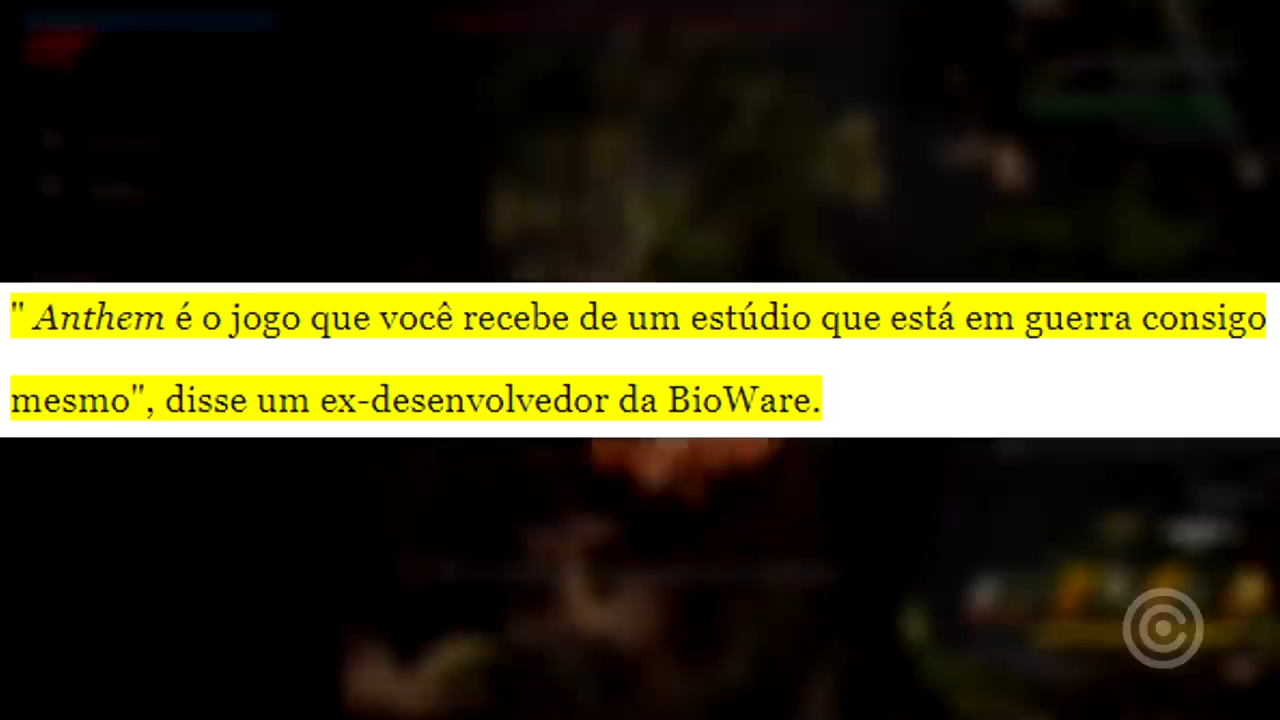 " Anthem é o jogo que você recebe de um estúdio que está em guerra consigo
mesmo", disse um ex-desenvolvedor da BioWare.